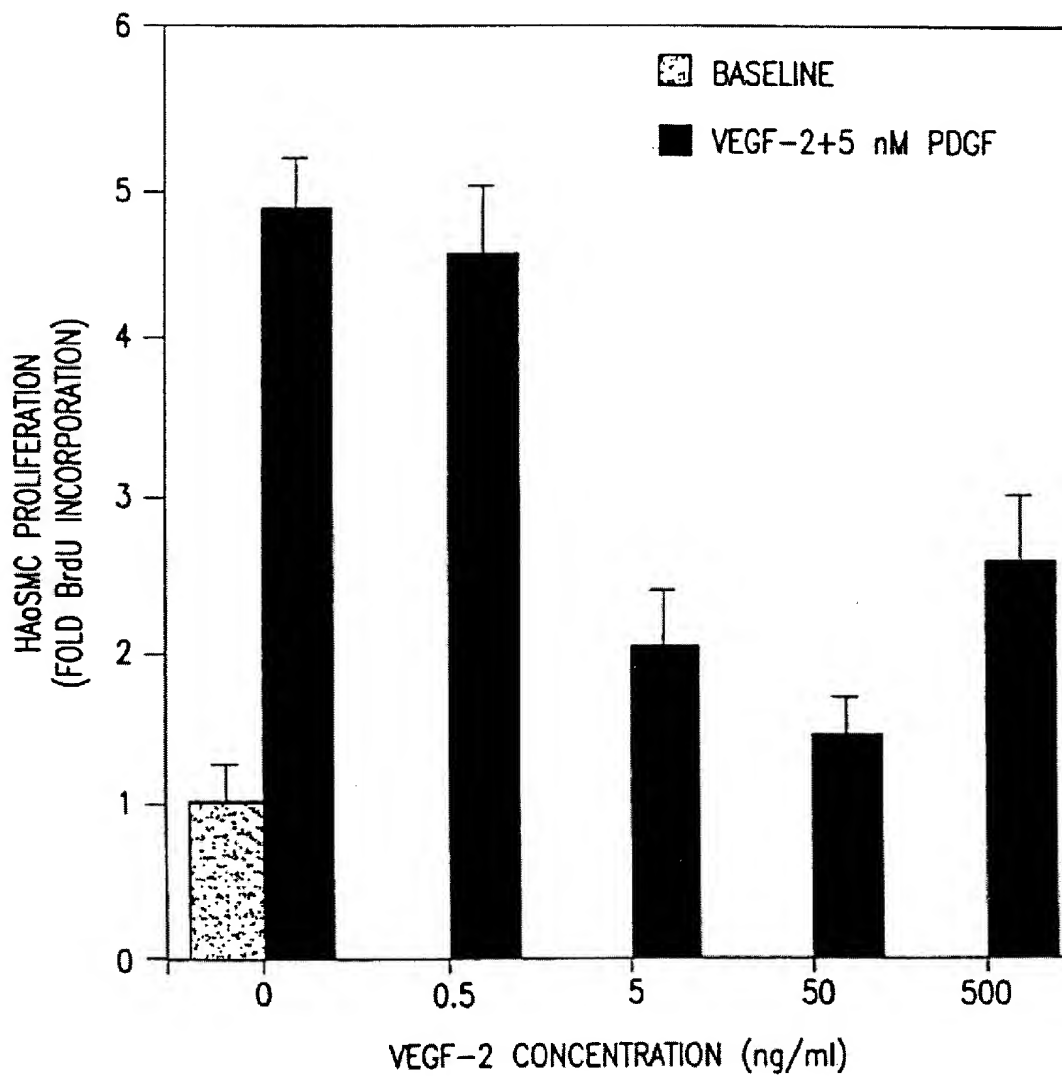 6
5
4
3
2
1
0
HAoSMC PROLIFERATION
(FOLD BrdU INCORPORATION)
BASELINE
VEGF-2+5 nM PDGF
0 0.5 5 50 500
VEGF-2 CONCENTRATION (ng/ml)